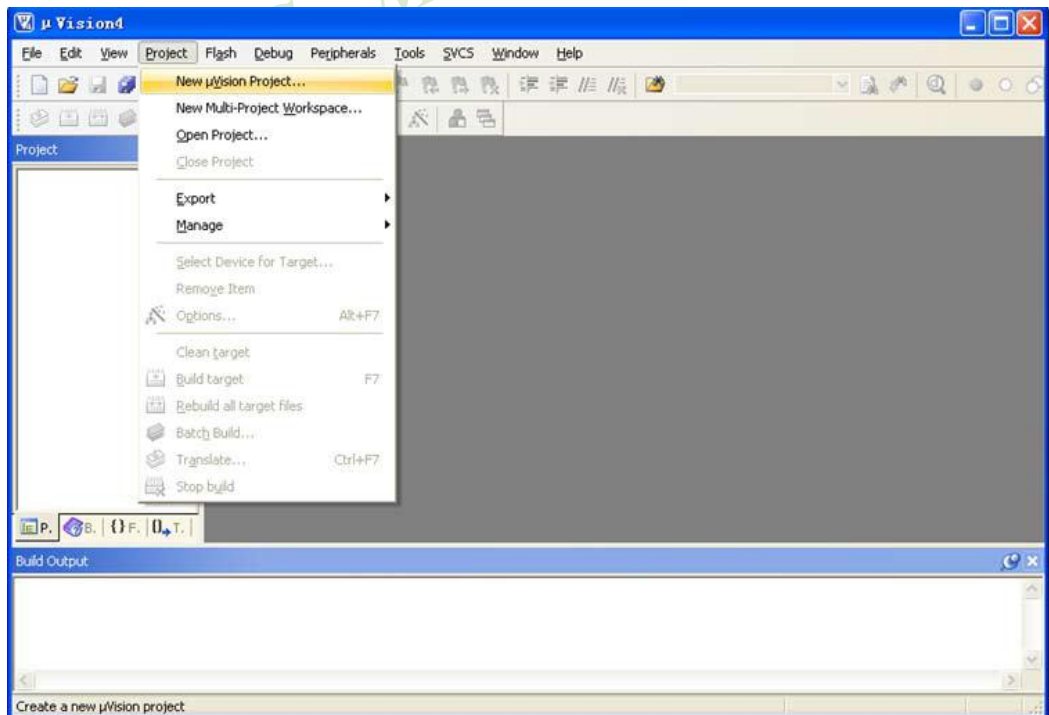 µVision4
File Edit View Project Flash Debug Peripherals Tools SVCS Window Help
New µVision Project...
New Multi-Project Workspace...
Open Project...
Close Project
Export
Manage
Select Device for Target...
Remove Item
Options... Alt+F7
Clean target
Build target F7
Rebuild all target files
Batch Build...
Translate... Ctrl+F7
Stop build
Project
P. B. {} F. 0 T.
Build Output
Create a new µVision project